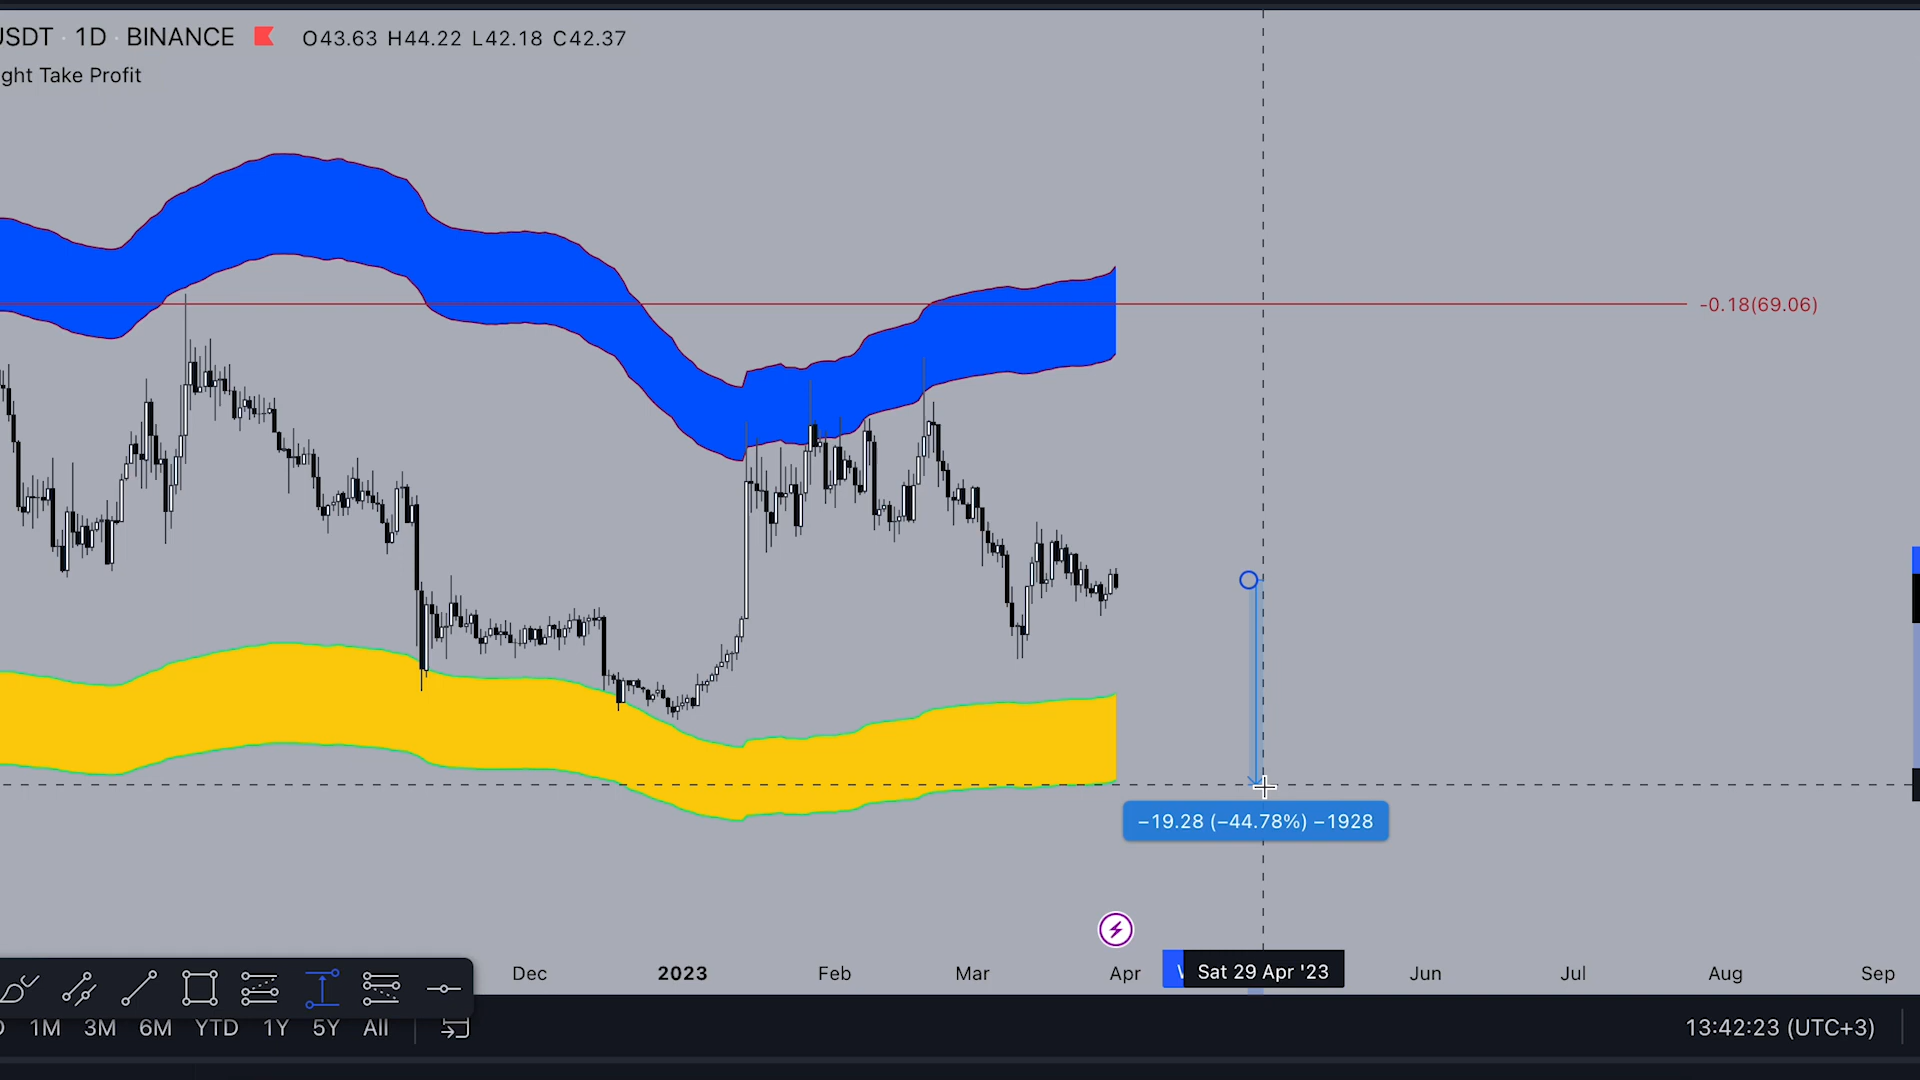 USDT · 1D · BINANCE O43.63 H44.22 L42.18 C42.37
ght Take Profit
-0.18(69.06)
−19.28 (−44.78%) −1928
Dec 2023 Feb Mar Apr Sat 29 Apr '23 Jun Jul Aug Sep
1M 3M 6M YTD 1Y 5Y All
13:42:23 (UTC+3)